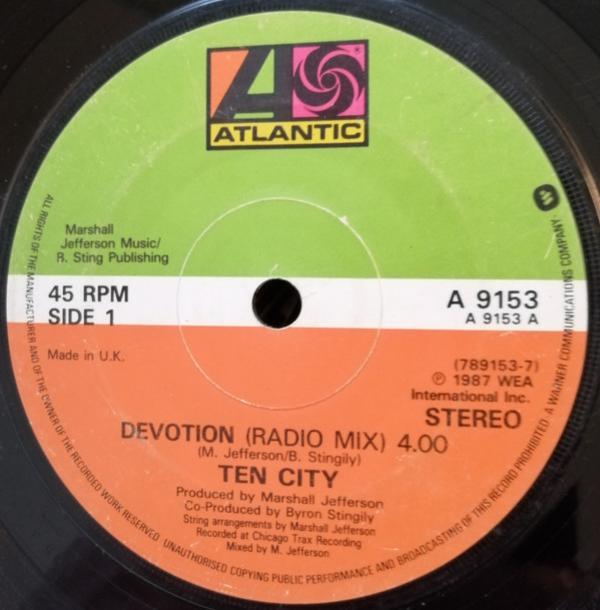 ATLANTIC
Marshall
Jefferson Music/
R. Sting Publishing
45 RPM
SIDE 1
A 9153
A 9153 A
Made in U.K.
(789153-7)
℗ 1987 WEA
International Inc.
STEREO
DEVOTION (RADIO MIX) 4.00
(M. Jefferson/B. Stingily)
TEN CITY
Produced by Marshall Jefferson
Co-Produced by Byron Stingily
String arrangements by Marshall Jefferson
Recorded at Chicago Trax Recording
Mixed by M. Jefferson
ALL RIGHTS OF THE MANUFACTURER AND OF THE OWNER OF THE RECORDED WORK RESERVED. UNAUTHORISED COPYING PUBLIC PERFORMANCE AND BROADCASTING OF THIS RECORD PROHIBITED. A WARNER COMMUNICATIONS COMPANY.